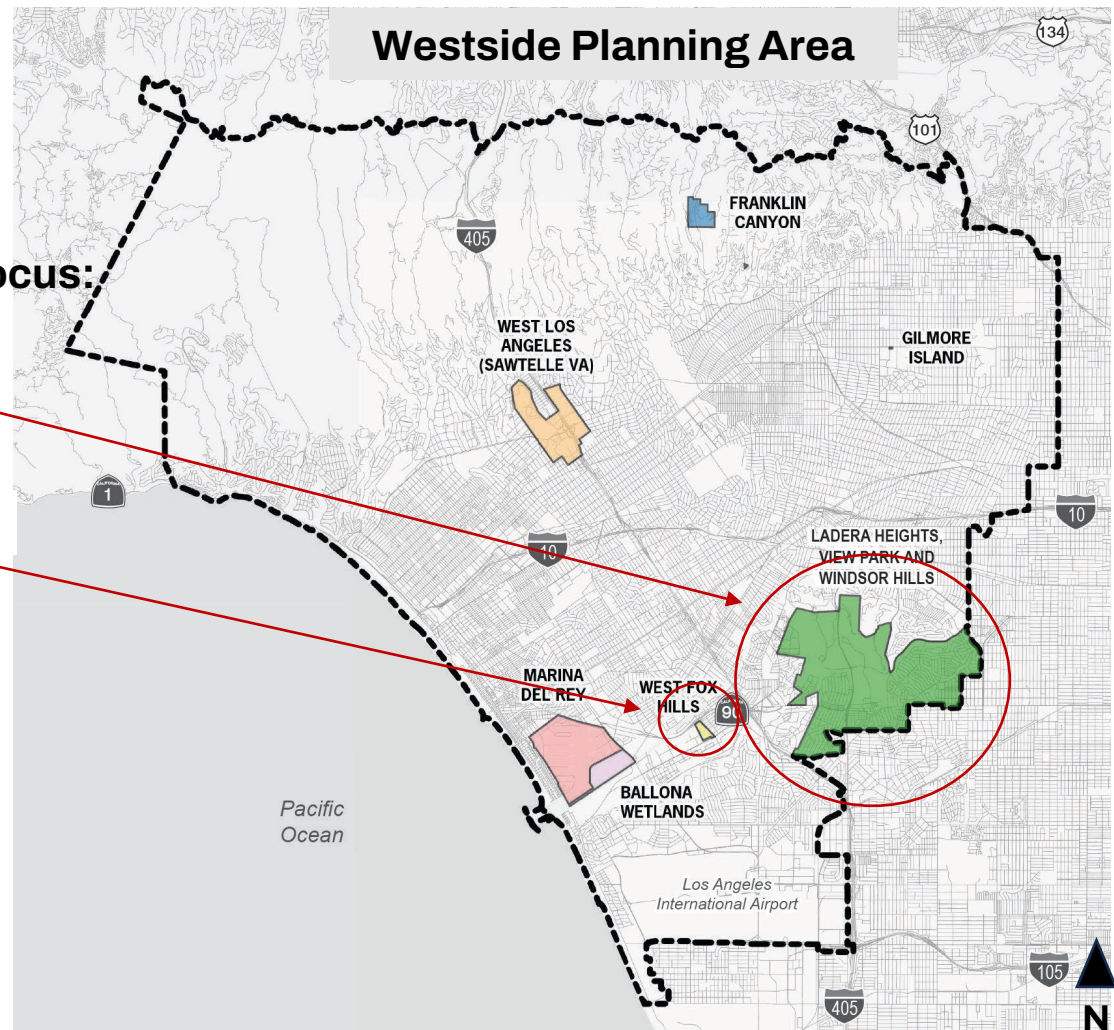 Westside Planning Area
134
101
FRANKLIN
CANYON
405
ocus:
WEST LOS
ANGELES
(SAWTELLE VA)
GILMORE
ISLAND
CALIFORNIA
1
10
10
LADERA HEIGHTS,
VIEW PARK AND
WINDSOR HILLS
MARINA
DEL REY
WEST FOX
HILLS
90
BALLONA
WETLANDS
Pacific
Ocean
Los Angeles
International Airport
105
405
N